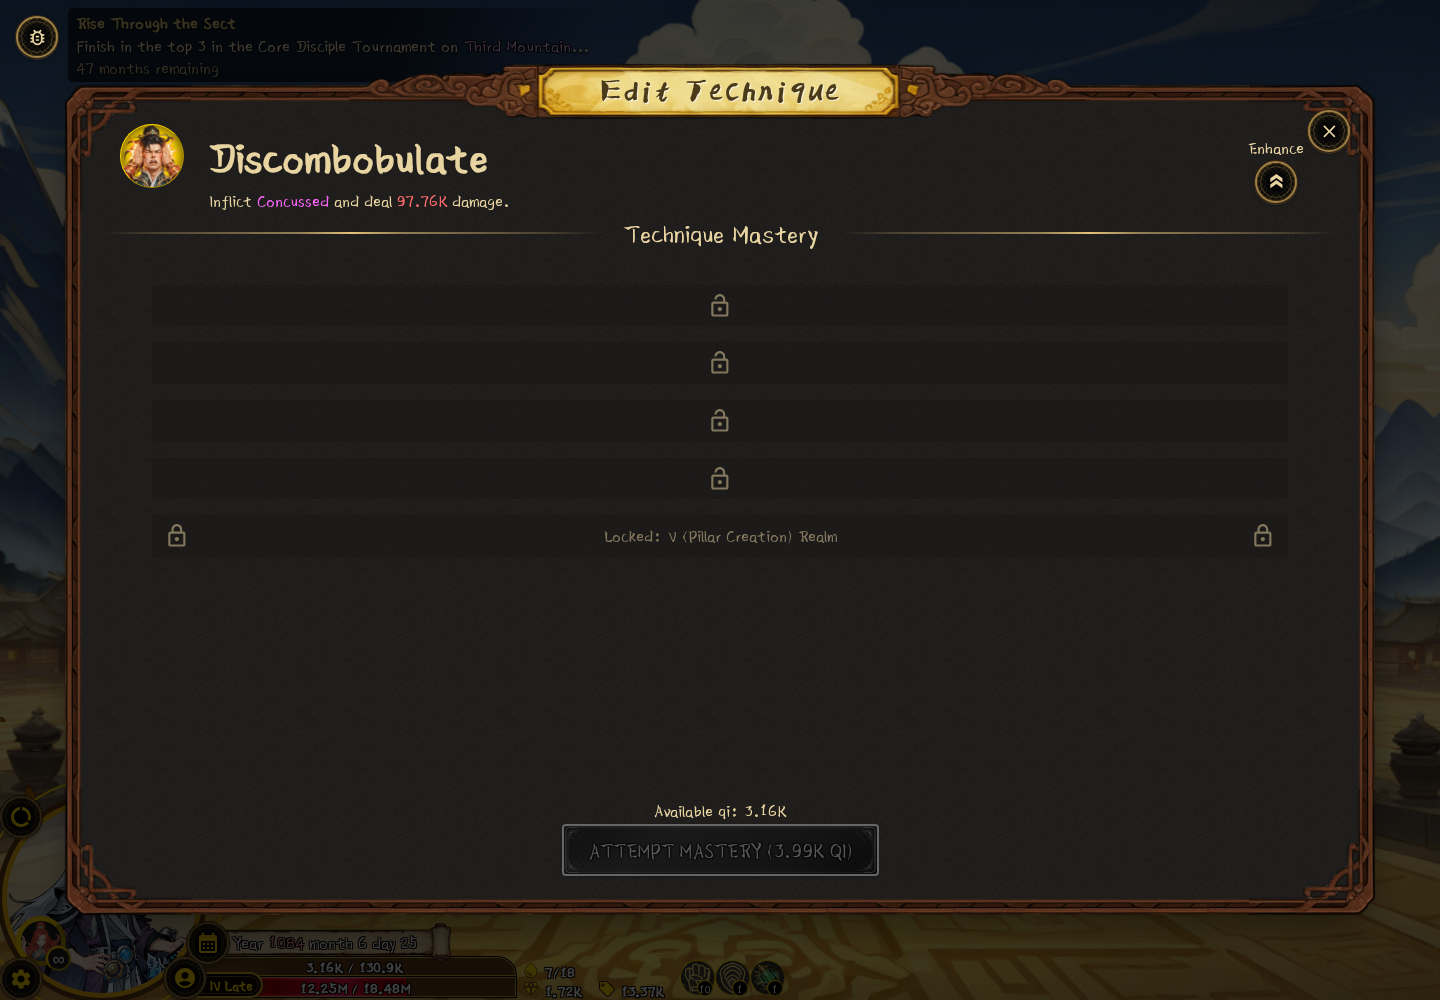 Rise Through the Sect
Finish in the top 3 in the Core Disciple Tournament on Third Mountain...
47 months remaining
Edit Technique
Discombobulate
Enhance
Inflict Concussed and deal 97.76K damage.
Technique Mastery
Locked: V (Pillar Creation) Realm
Available qi: 3.16K
ATTEMPT MASTERY (3.99K QI)
Year 1084 month 6 day 25
3.16K / 130.9K
7/18
IV Late
12.25M / 18.48M
1.72K
13.37K
10
1
1